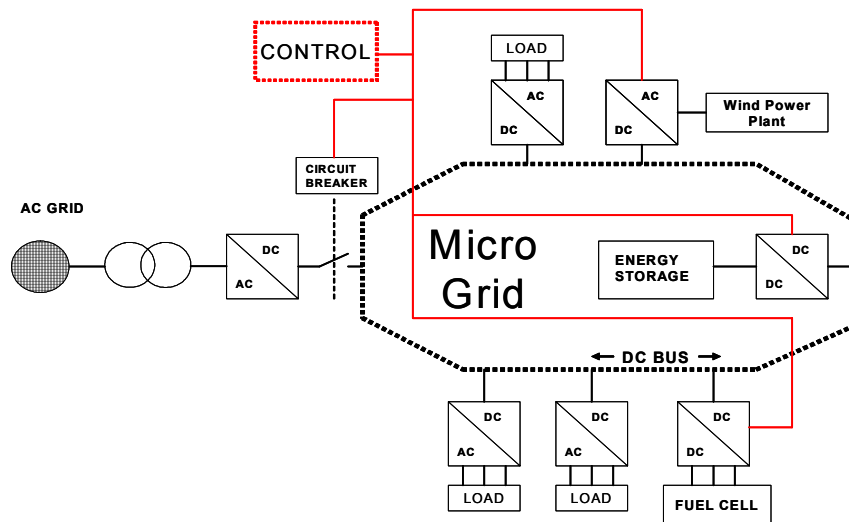 CONTROL
LOAD
AC
DC
AC
DC
Wind Power
Plant
CIRCUIT
BREAKER
AC GRID
DC
AC
Micro
Grid
ENERGY
STORAGE
DC
DC
DC BUS
DC
AC
DC
AC
DC
DC
LOAD
LOAD
FUEL CELL